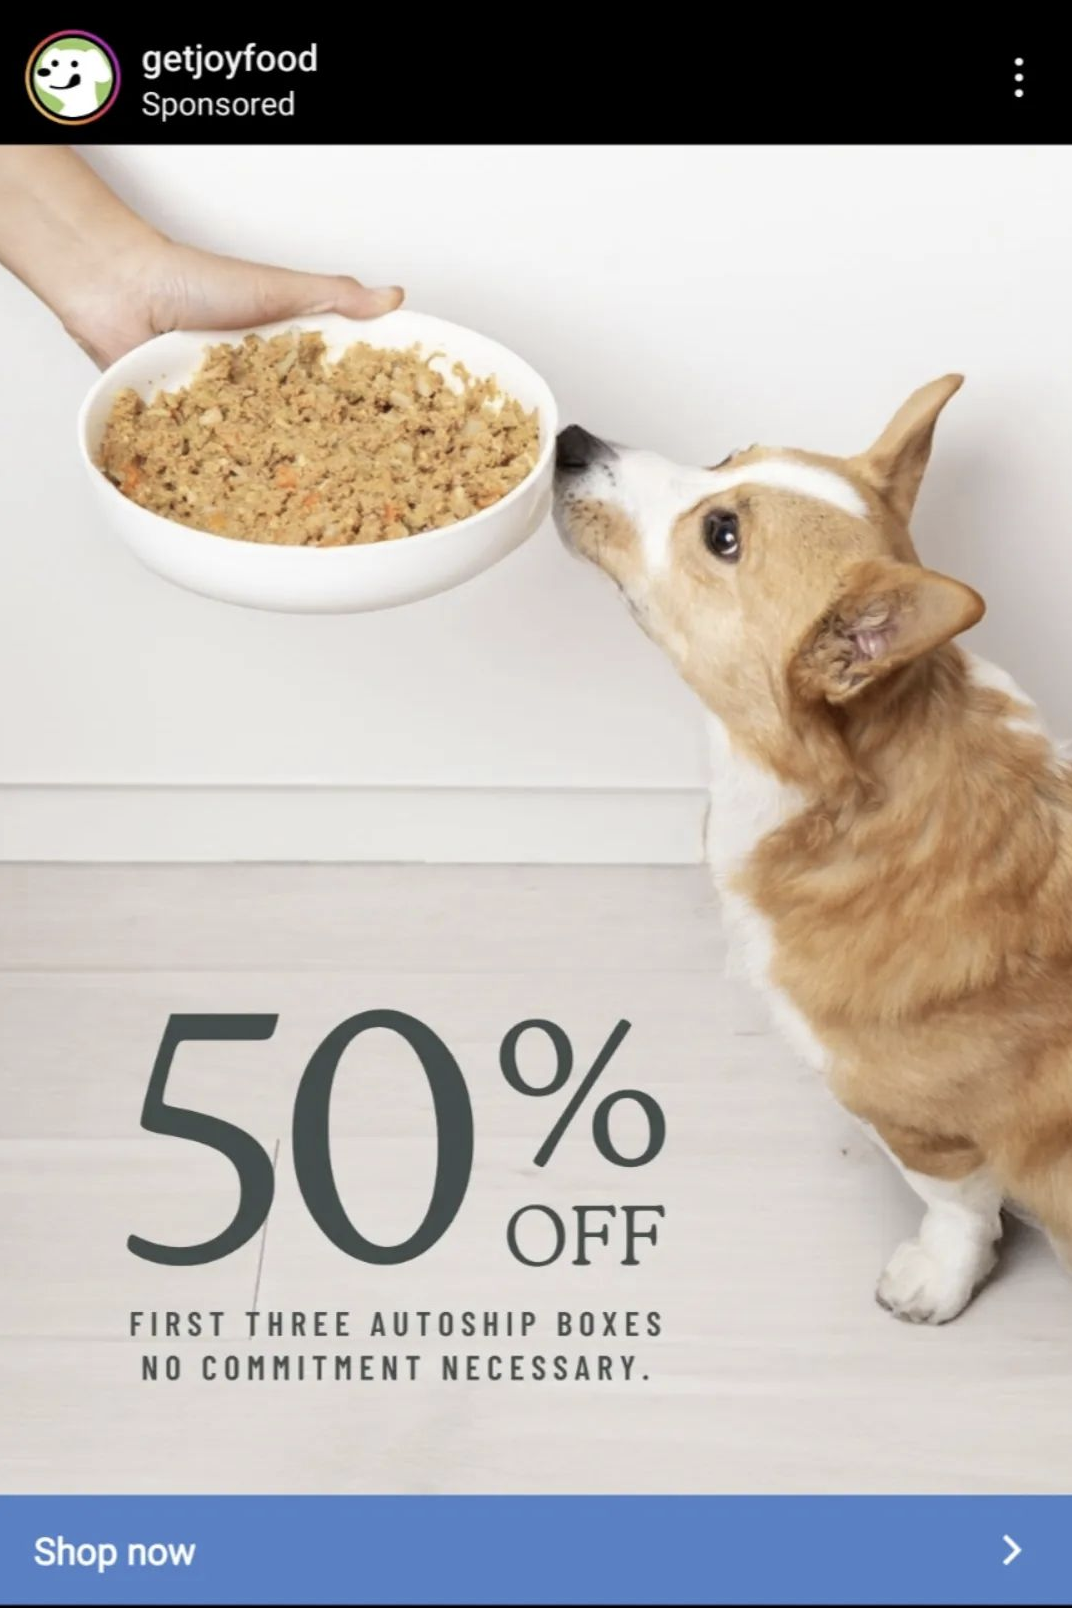 getjoyfood
Sponsored
50%
OFF
FIRST THREE AUTOSHIP BOXES
NO COMMITMENT NECESSARY.
Shop now